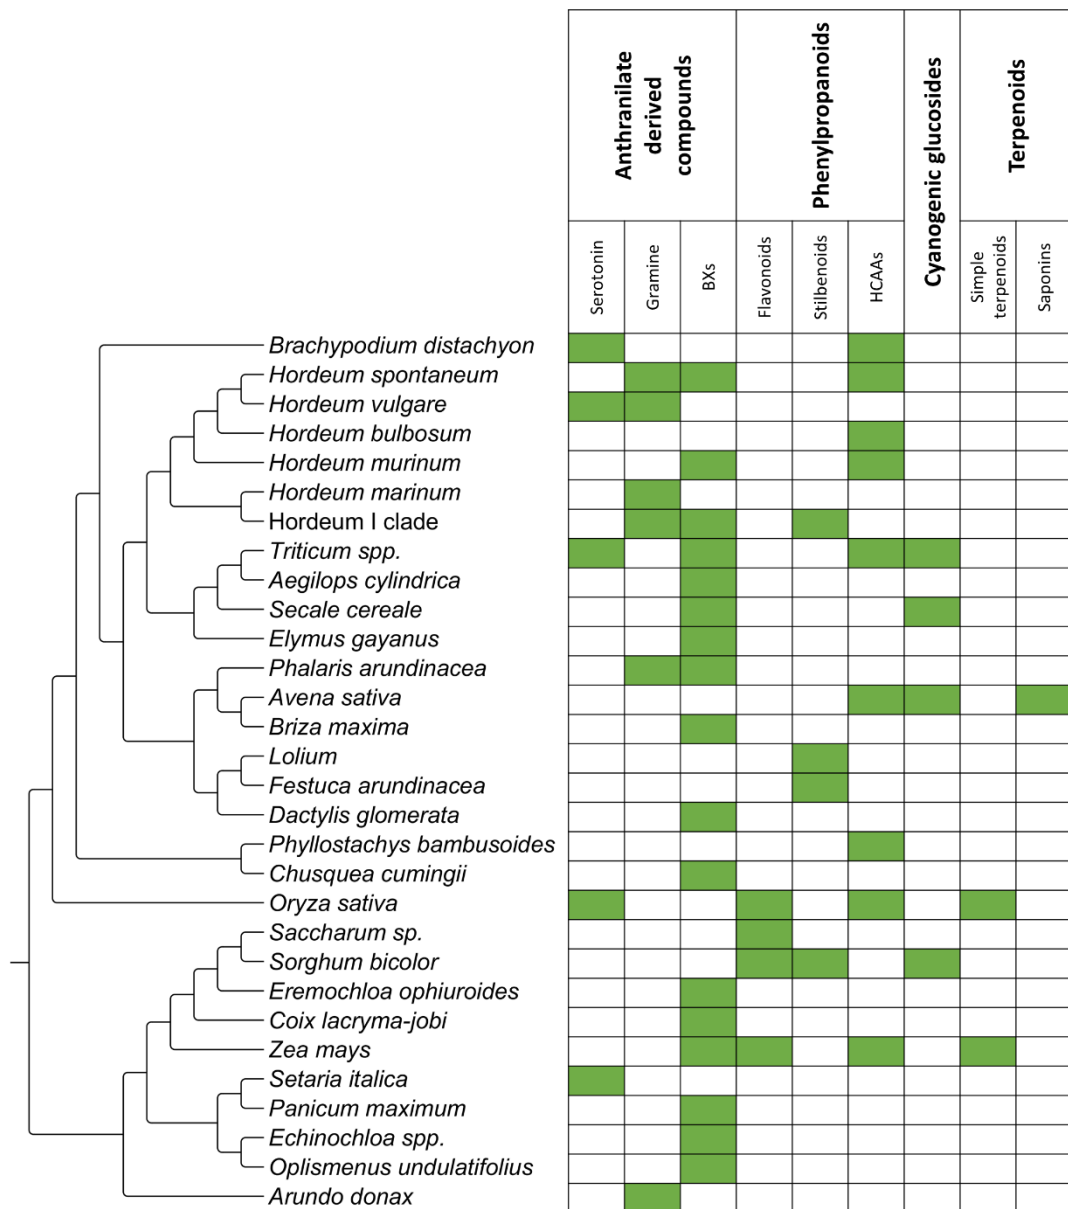 Anthranilate
derived
compounds
Phenylpropanoids
Cyanogenic glucosides
Terpenoids
Serotonin
Gramine
BXs
Flavonoids
Stilbenoids
HCAAs
Simple
terpenoids
Saponins
Brachypodium distachyon
Hordeum spontaneum
Hordeum vulgare
Hordeum bulbosum
Hordeum murinum
Hordeum marinum
Hordeum I clade
Triticum spp.
Aegilops cylindrica
Secale cereale
Elymus gayanus
Phalaris arundinacea
Avena sativa
Briza maxima
Lolium
Festuca arundinacea
Dactylis glomerata
Phyllostachys bambusoides
Chusquea cumingii
Oryza sativa
Saccharum sp.
Sorghum bicolor
Eremochloa ophiuroides
Coix lacryma-jobi
Zea mays
Setaria italica
Panicum maximum
Echinochloa spp.
Oplismenus undulatifolius
Arundo donax